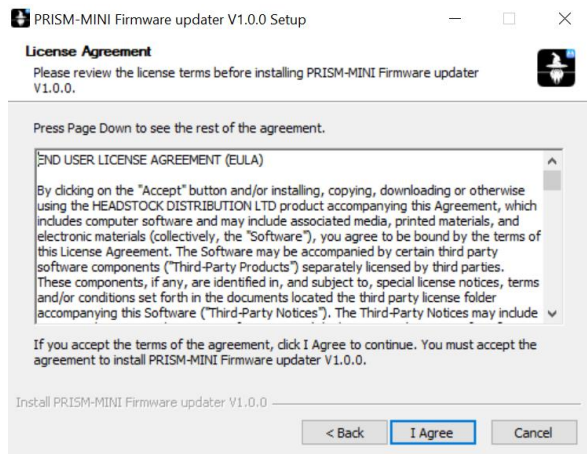 PRISM-MINI Firmware updater V1.0.0 Setup
License Agreement
Please review the license terms before installing PRISM-MINI Firmware updater
V1.0.0.
Press Page Down to see the rest of the agreement.
END USER LICENSE AGREEMENT (EULA)
By clicking on the "Accept" button and/or installing, copying, downloading or otherwise
using the HEADSTOCK DISTRIBUTION LTD product accompanying this Agreement, which
includes computer software and may include associated media, printed materials, and
electronic materials (collectively, the "Software"), you agree to be bound by the terms of
this License Agreement. The Software may be accompanied by certain third party
software components ("Third-Party Products") separately licensed by third parties.
These components, if any, are identified in, and subject to, special license notices, terms
and/or conditions set forth in the documents located the third party license folder
accompanying this Software ("Third-Party Notices"). The Third-Party Notices may include
If you accept the terms of the agreement, click I Agree to continue. You must accept the
agreement to install PRISM-MINI Firmware updater V1.0.0.
Install PRISM-MINI Firmware updater V1.0.0
< Back
I Agree
Cancel